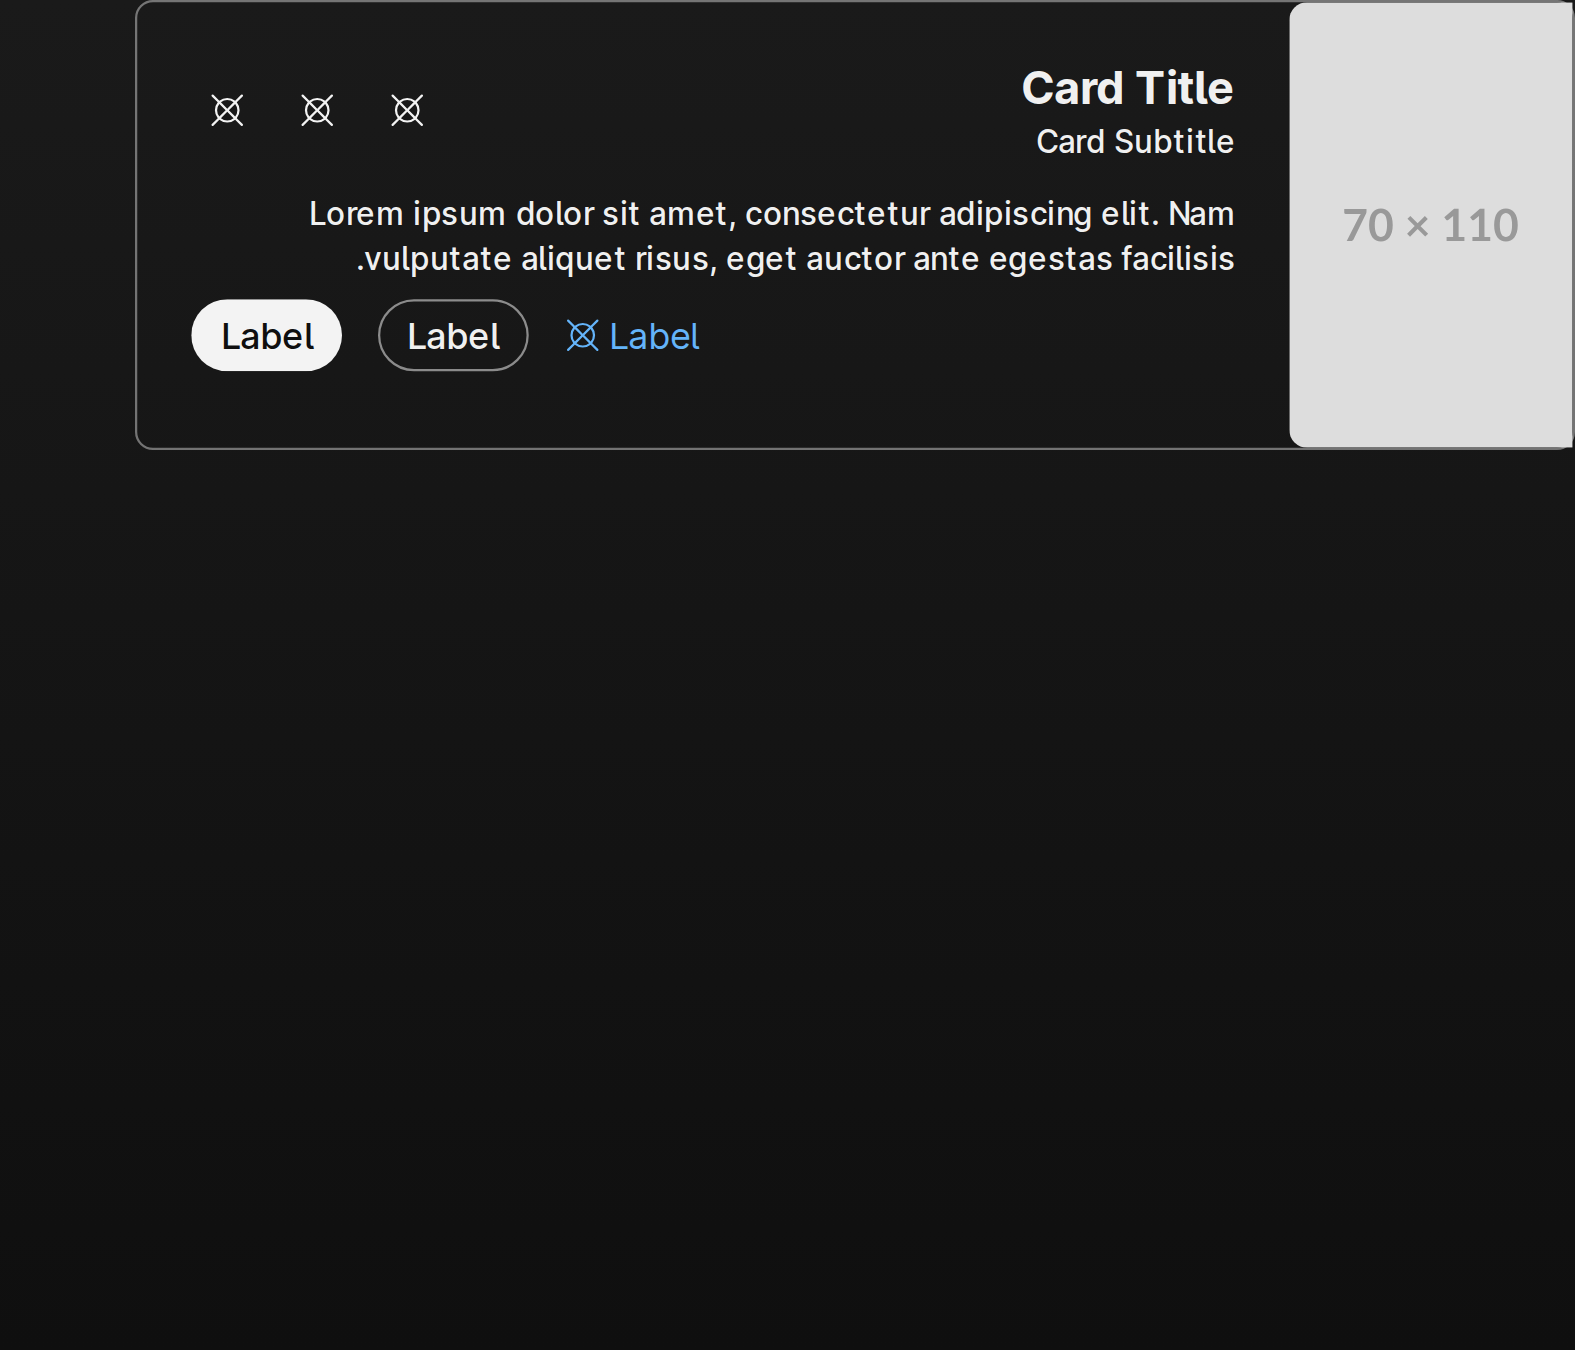 Card Title
Card Subtitle
Lorem ipsum dolor sit amet, consectetur adipiscing elit. Nam
.vulputate aliquet risus, eget auctor ante egestas facilisis
Label
Label
Label
70 × 110